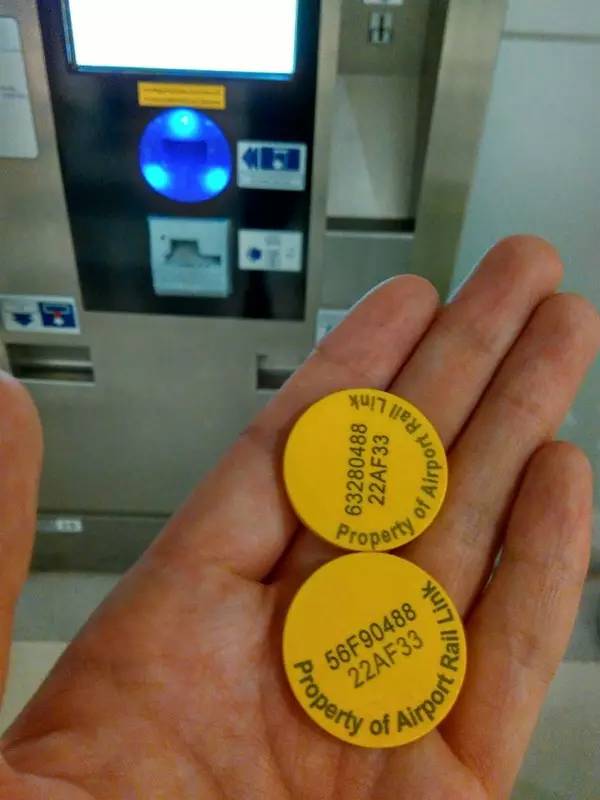 63280488
22AF33
Property of Airport Rail Link
56F90488
22AF33
Property of Airport Rail Link